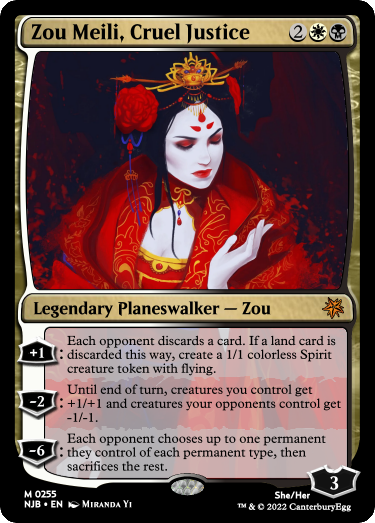 Zou Meili, Cruel Justice 2
Legendary Planeswalker — Zou
+1
Each opponent discards a card. If a land card is
discarded this way, create a 1/1 colorless Spirit
creature token with flying.
-2
Until end of turn, creatures you control get
+1/+1 and creatures your opponents control get
-1/-1.
-6
Each opponent chooses up to one permanent
they control of each permanent type, then
sacrifices the rest.
3
M 0255
NJB • EN Miranda Yi
She/Her
™ & © 2022 CanterburyEgg